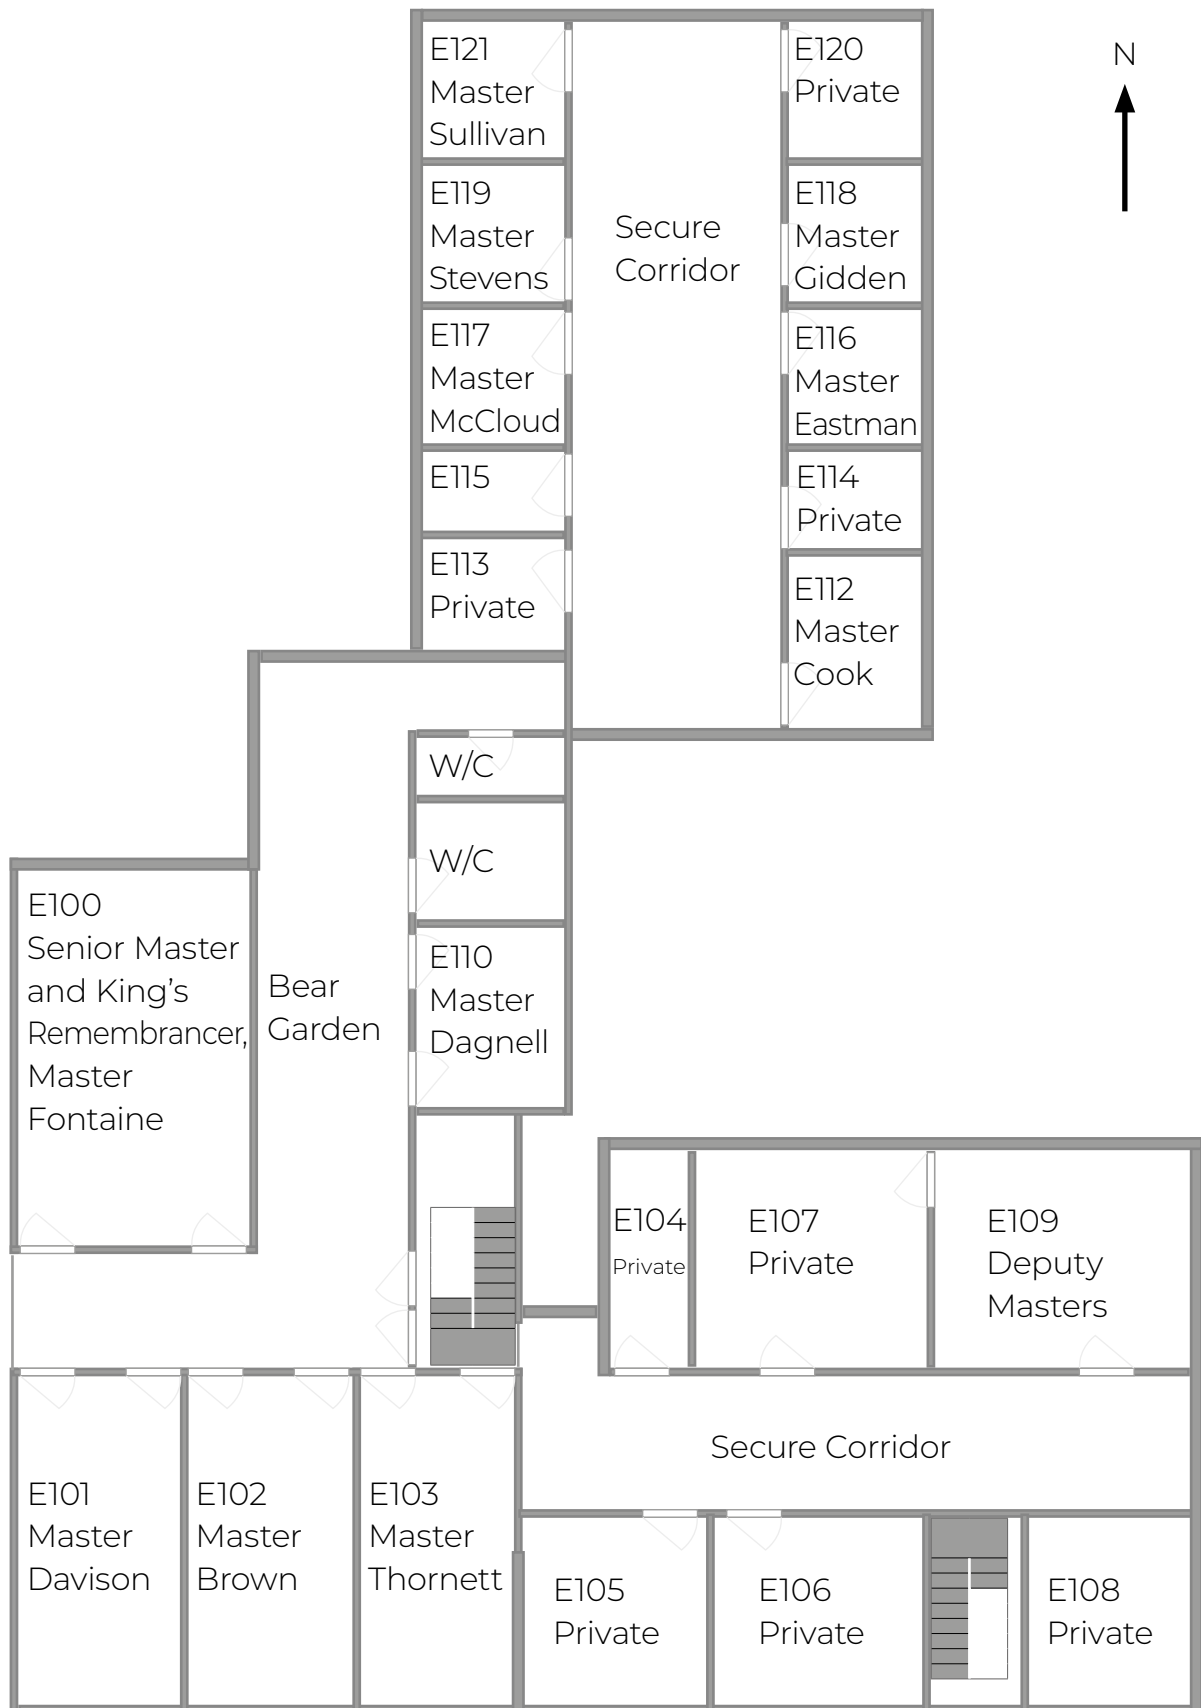 N
E121
Master
Sullivan
E120
Private
E119
Master
Stevens
Secure
Corridor
E118
Master
Gidden
E117
Master
McCloud
E116
Master
Eastman
E115
E114
Private
E113
Private
E112
Master
Cook
W/C
W/C
E100
Senior Master
and King’s
Remembrancer,
Master
Fontaine
Bear
Garden
E110
Master
Dagnell
E104
Private
E107
Private
E109
Deputy
Masters
Secure Corridor
E101
Master
Davison
E102
Master
Brown
E103
Master
Thornett
E105
Private
E106
Private
E108
Private